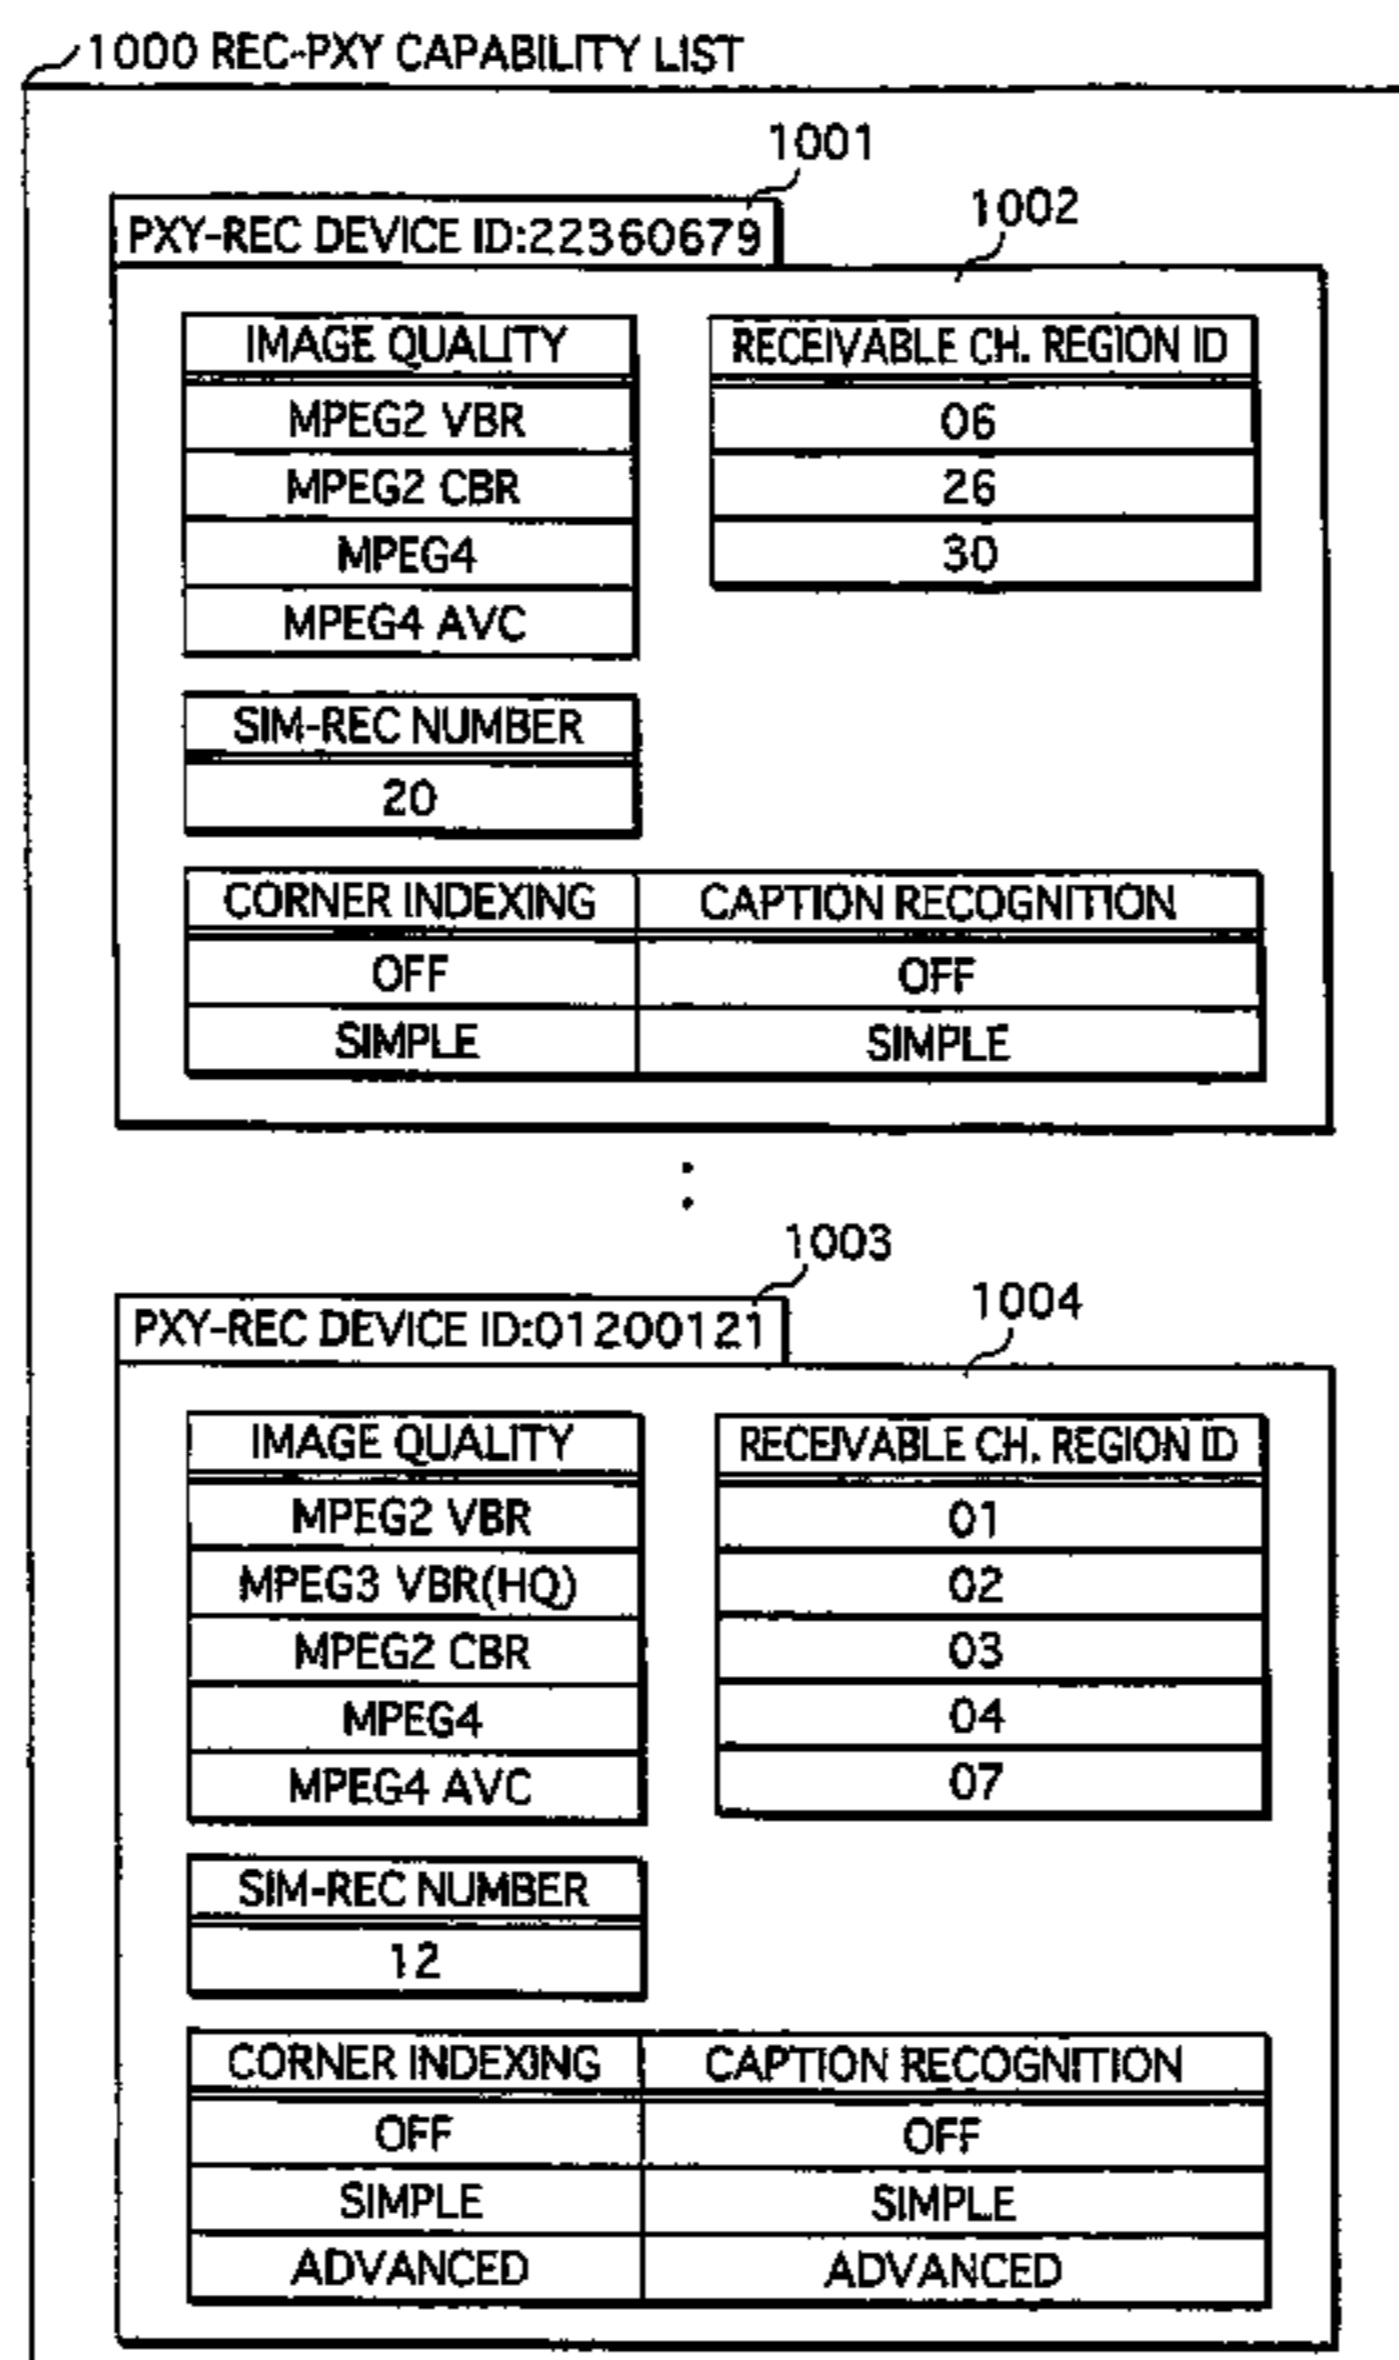 1000 REC-PXY CAPABILITY LIST
1001
PXY-REC DEVICE ID:22360679
1002
IMAGE QUALITY
MPEG2 VBR
MPEG2 CBR
MPEG4
MPEG4 AVC
RECEIVABLE CH. REGION ID
06
26
30
SIM-REC NUMBER
20
CORNER INDEXING CAPTION RECOGNITION
OFF OFF
SIMPLE SIMPLE
1003
PXY-REC DEVICE ID:01200121
1004
IMAGE QUALITY
MPEG2 VBR
MPEG3 VBR(HQ)
MPEG2 CBR
MPEG4
MPEG4 AVC
RECEIVABLE CH. REGION ID
01
02
03
04
07
SIM-REC NUMBER
12
CORNER INDEXING CAPTION RECOGNITION
OFF OFF
SIMPLE SIMPLE
ADVANCED ADVANCED